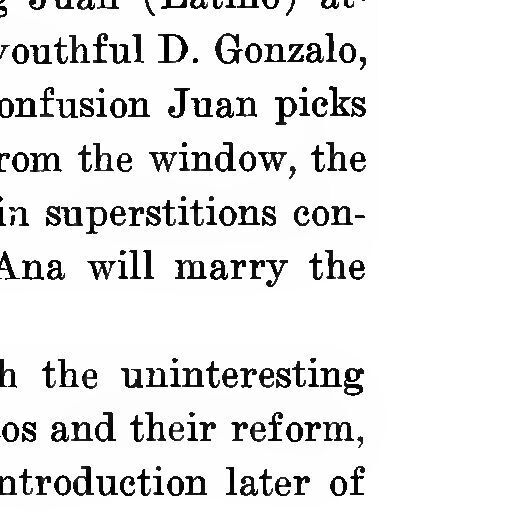 Juan (Latino) at-
youthful D. Gonzalo,
onfusion Juan picks
rom the window, the
in superstitions con-
Ana will marry the
h the uninteresting
os and their reform,
ntroduction later of